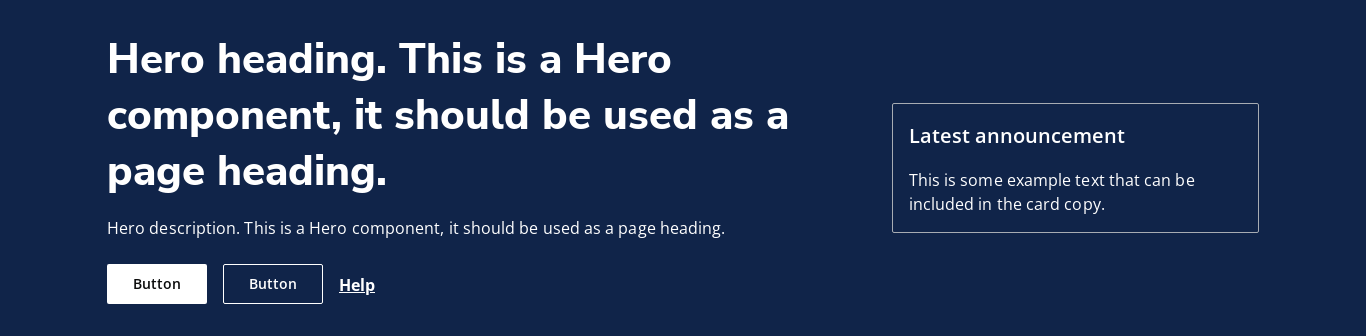 Hero heading. This is a Hero
component, it should be used as a
page heading.
Hero description. This is a Hero component, it should be used as a page heading.
Button Button Help
Latest announcement
This is some example text that can be
included in the card copy.